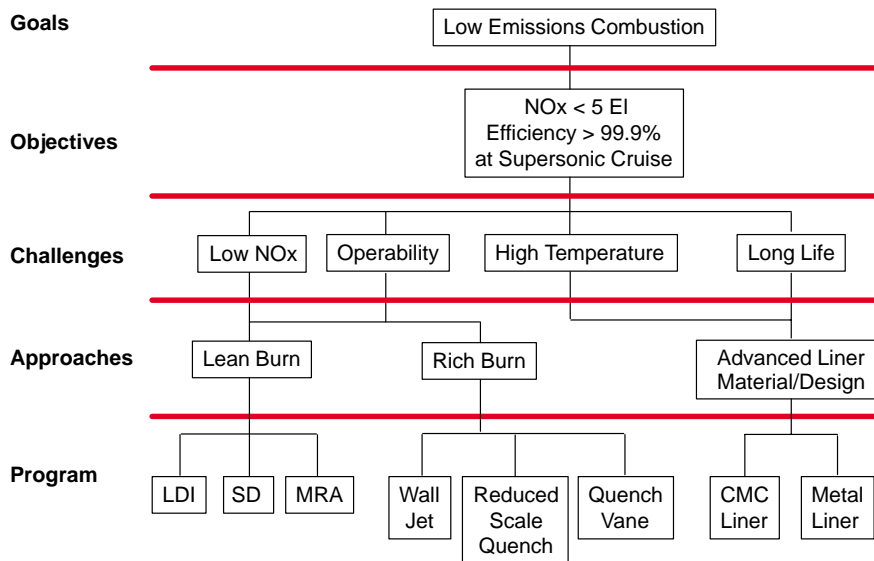 Goals
Low Emissions Combustion
Objectives
NOx < 5 EI
Efficiency > 99.9%
at Supersonic Cruise
Challenges
Low NOx
Operability
High Temperature
Long Life
Approaches
Lean Burn
Rich Burn
Advanced Liner
Material/Design
Program
LDI
SD
MRA
Wall
Jet
Reduced
Scale
Quench
Quench
Vane
CMC
Liner
Metal
Liner